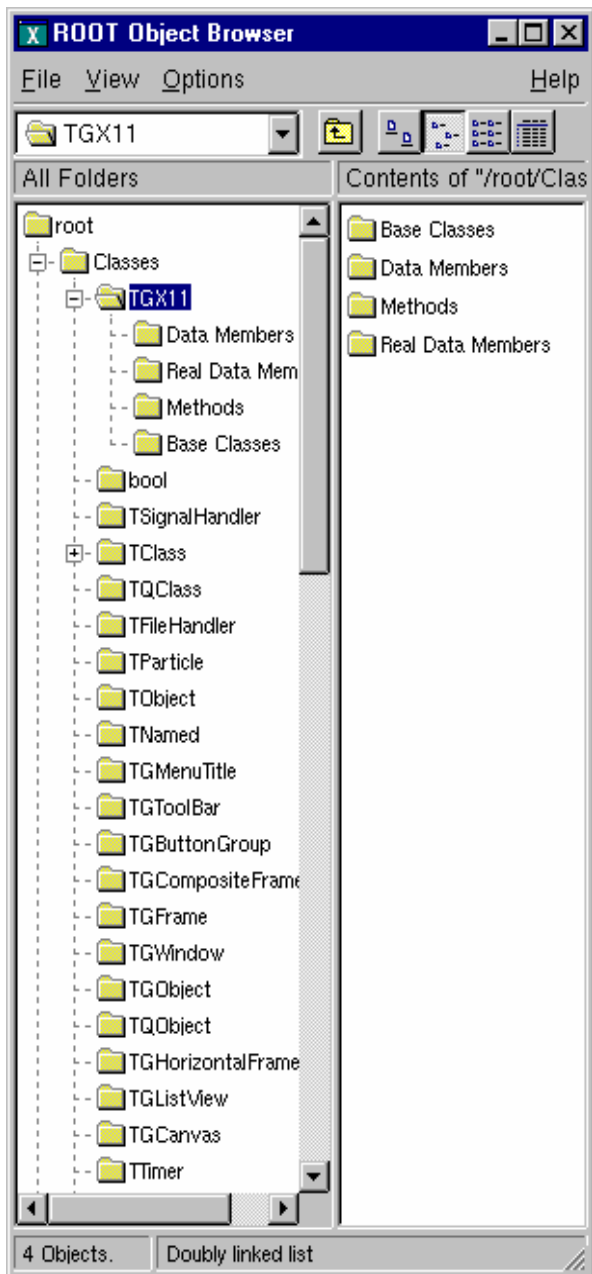 X ROOT Object Browser
File View Options Help
TGX11
All Folders
Contents of "/root/Clas
root
Classes
TGX11
Data Members
Real Data Mem
Methods
Base Classes
bool
TSignalHandler
TClass
TQClass
TFileHandler
TParticle
TObject
TNamed
TGMenuTitle
TGToolBar
TGButtonGroup
TGCompositeFrame
TGFrame
TGWindow
TGObject
TQObject
TGHorizontalFrame
TGListView
TGCanvas
TTimer
Base Classes
Data Members
Methods
Real Data Members
4 Objects.
Doubly linked list